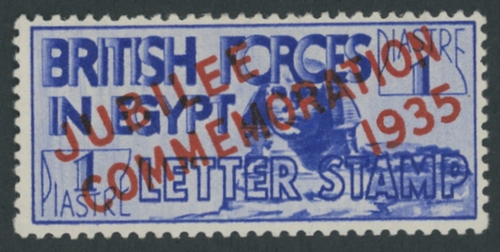 BRITISH FORCES
PIASTRE
1
IN EGYPT
JUBILEE
COMMEMORATION
1935
1
PIASTRE
LETTER STAMP